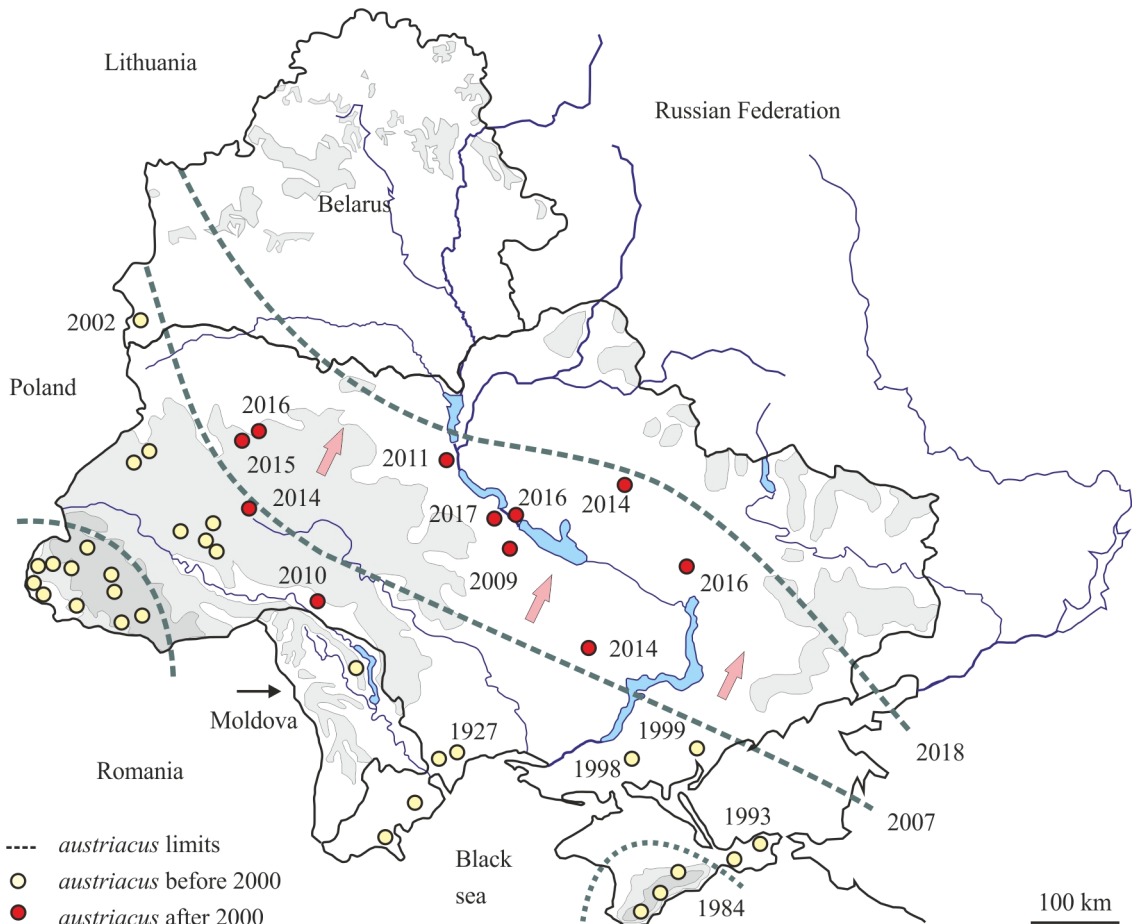 Lithuania
Russian Federation
Belarus
2002
Poland
2016
2015
2011
2014
2016
2014
2017
2009
2016
2010
2014
Moldova
1927
1999
1998
2018
Romania
2007
1993
austriacus limits
austriacus before 2000
austriacus after 2000
Black
sea
1984
100 km